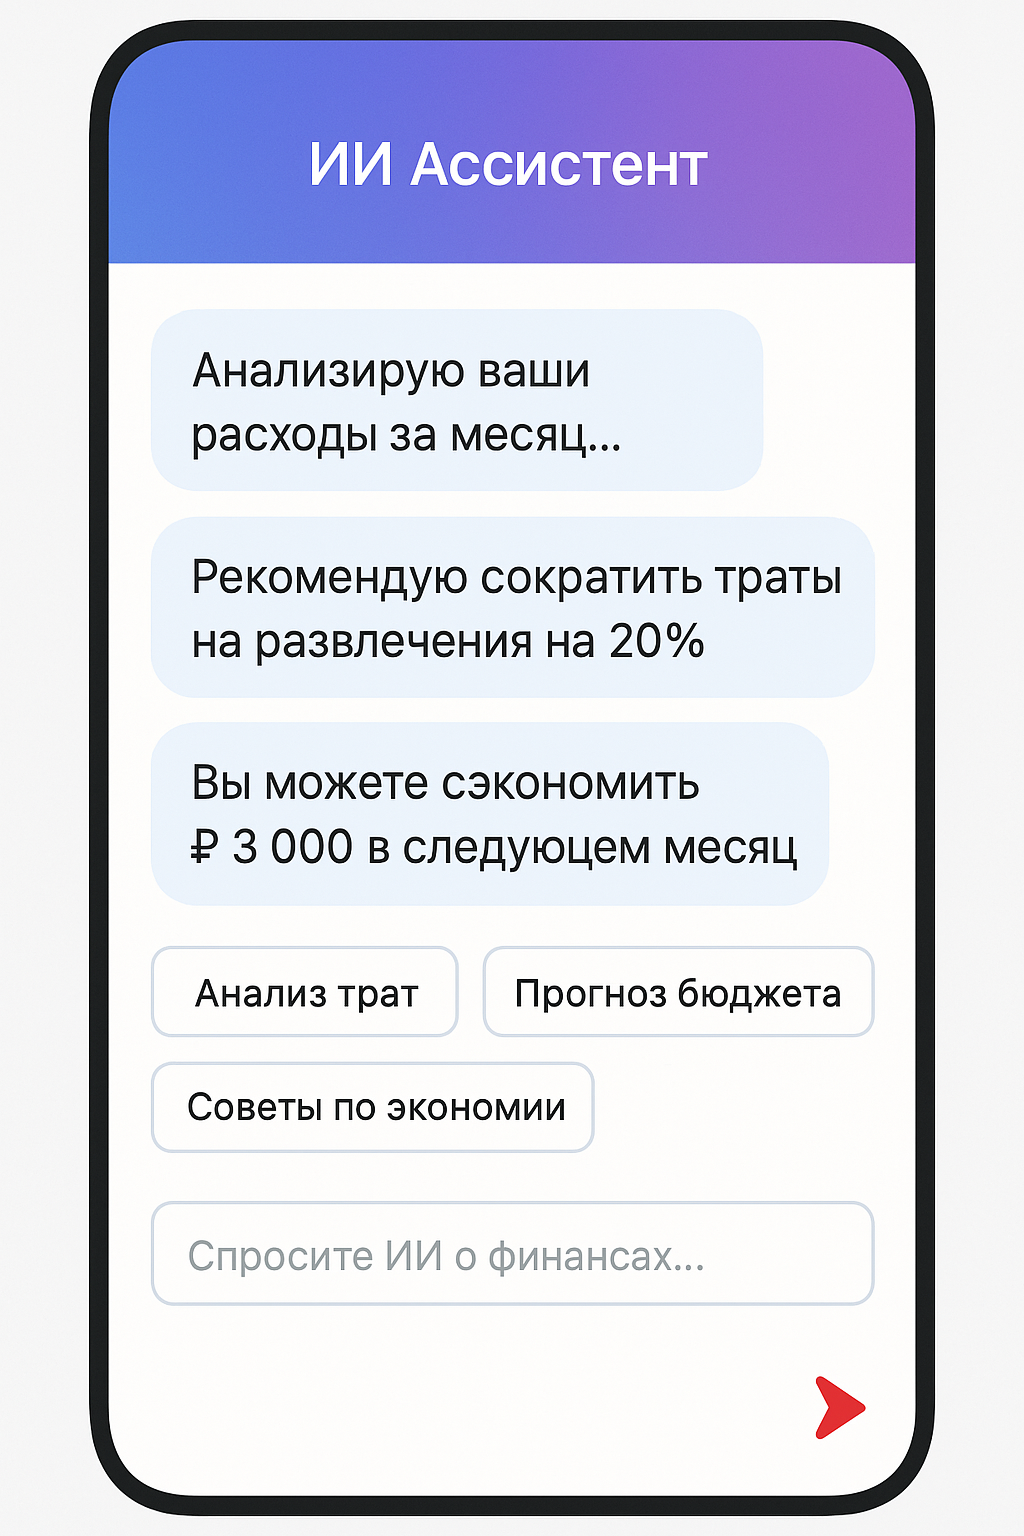 ИИ Ассистент
Анализирую ваши
расходы за месяц...
Рекомендую сократить траты
на развлечения на 20%
Вы можете сэкономить
₽ 3 000 в следуюцем месяц
Анализ трат
Прогноз бюджета
Советы по экономии
Спросите ИИ о финансах...